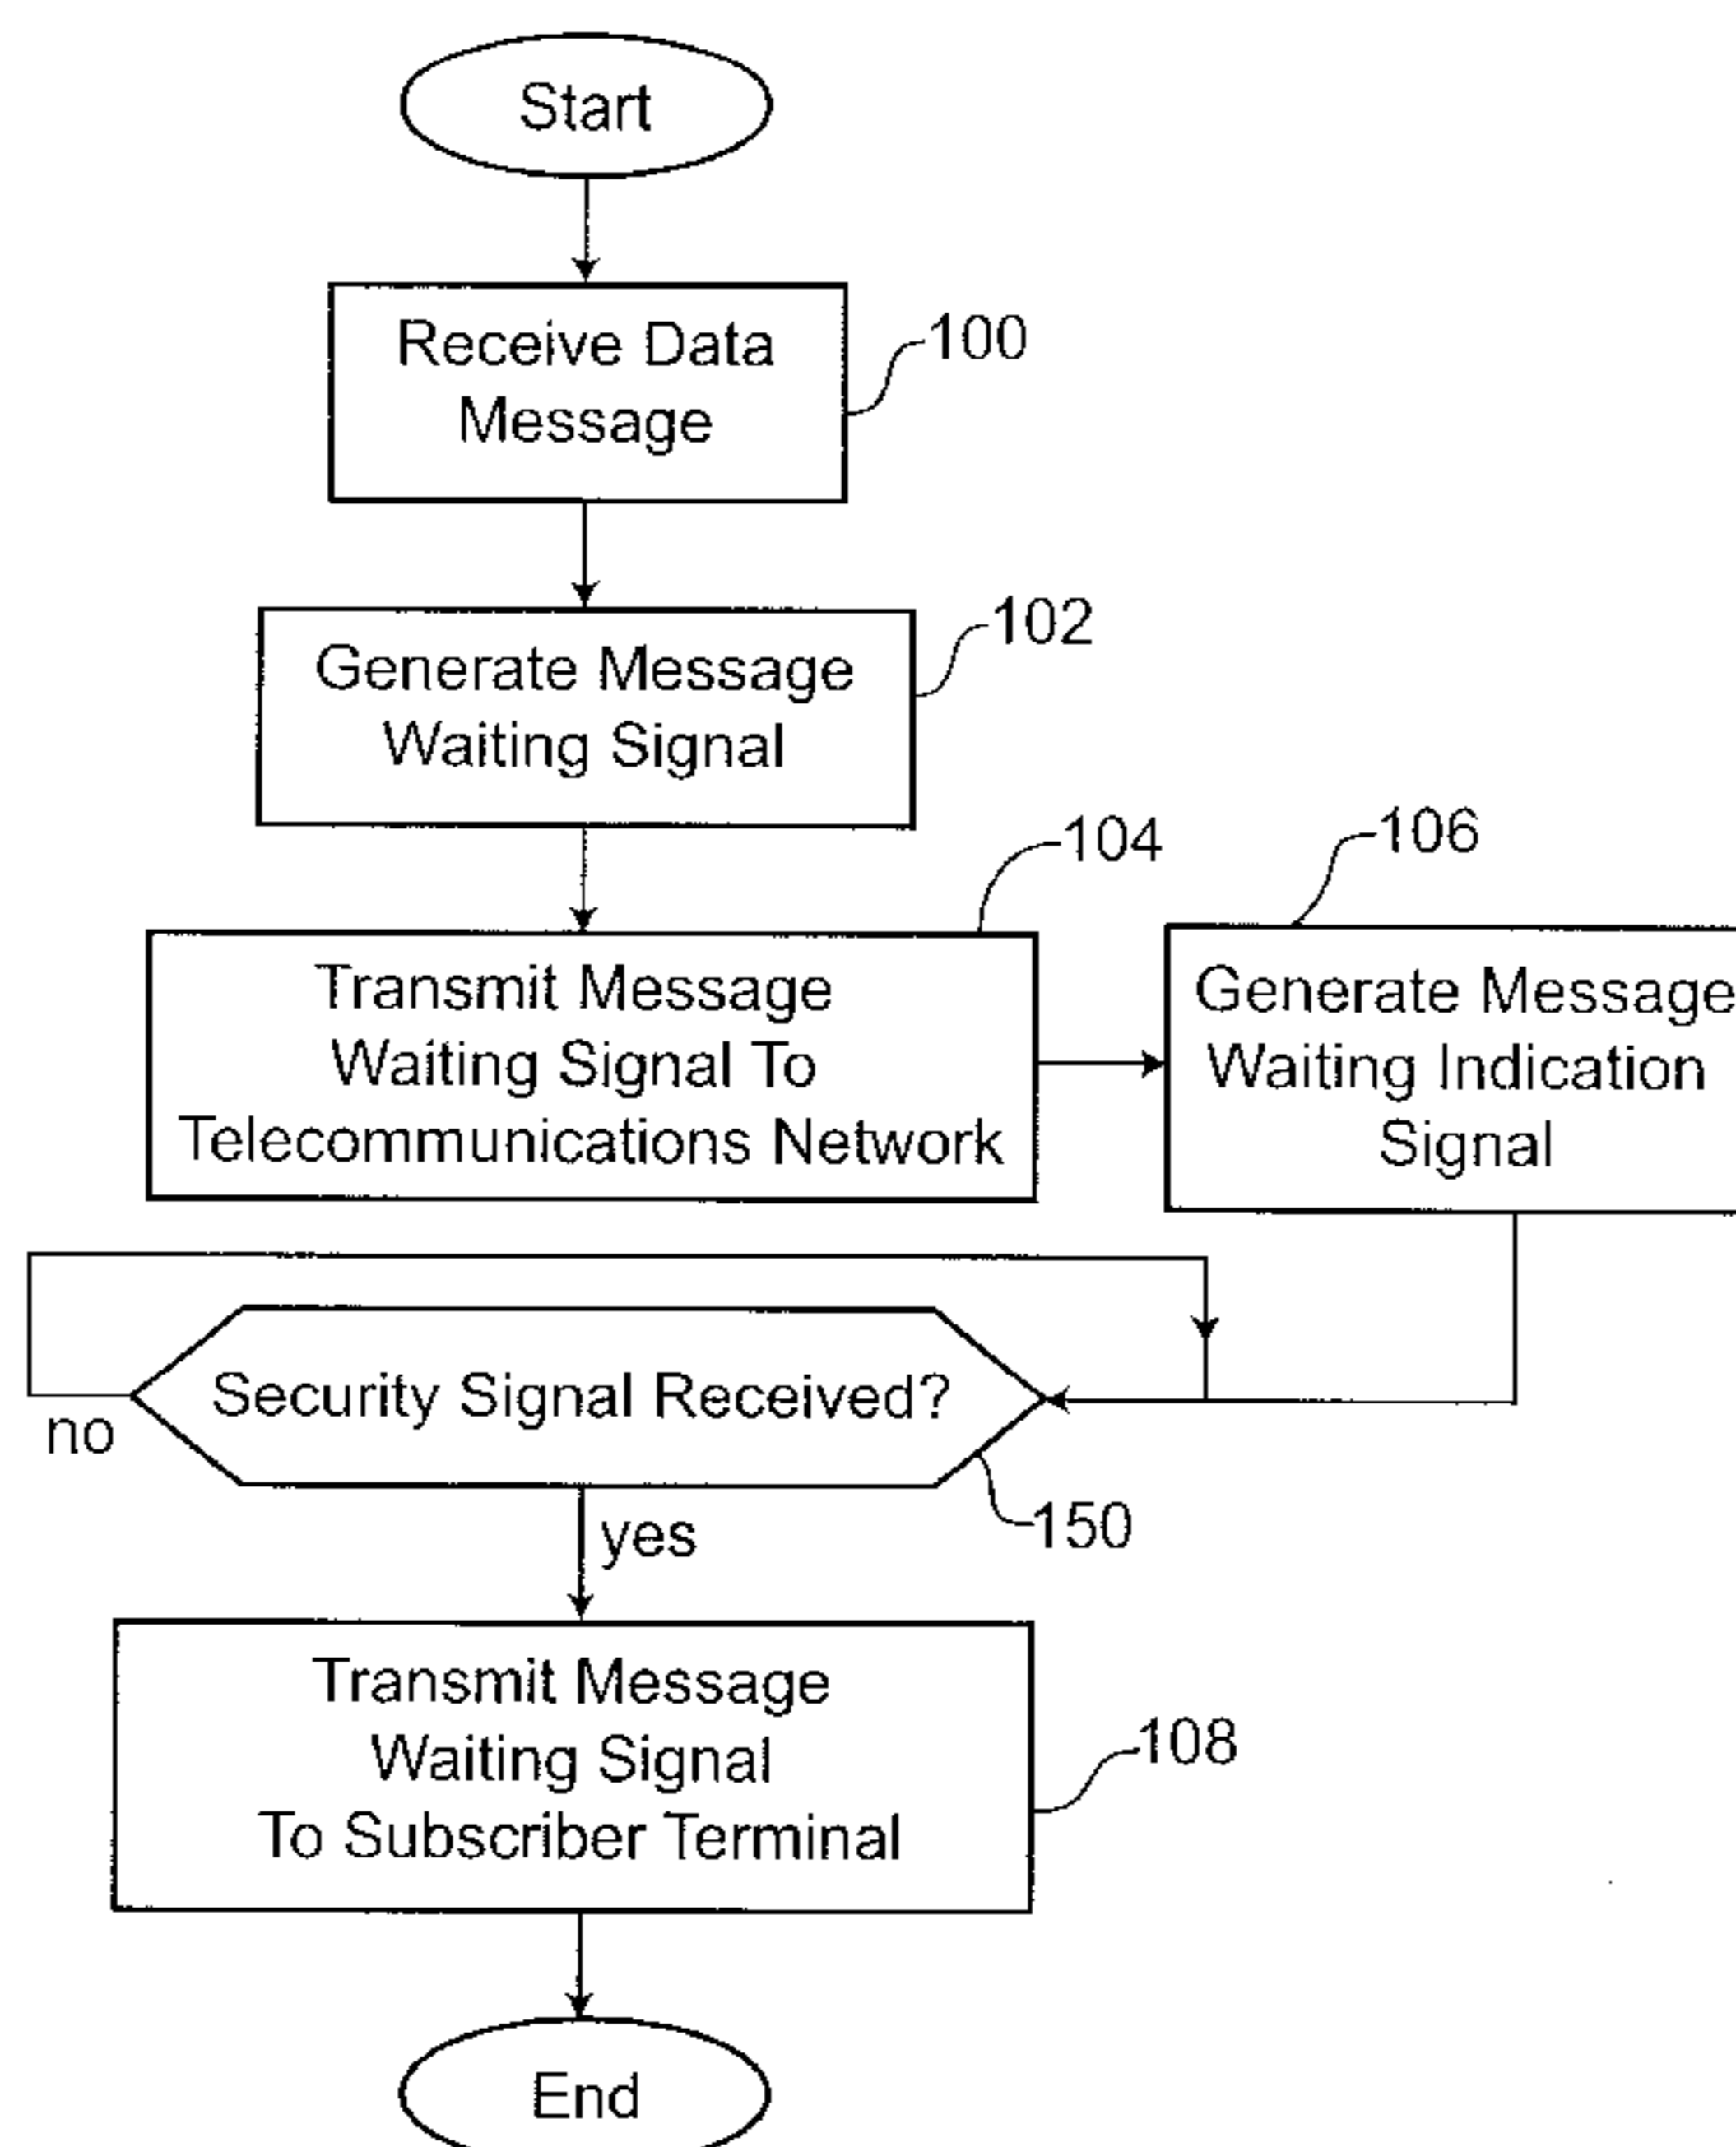 Start
Receive Data
Message
100
Generate Message
Waiting Signal
102
Transmit Message
Waiting Signal To
Telecommunications Network
104
Generate Message
Waiting Indication
Signal
106
Security Signal Received?
no
150
yes
Transmit Message
Waiting Signal
To Subscriber Terminal
108
End